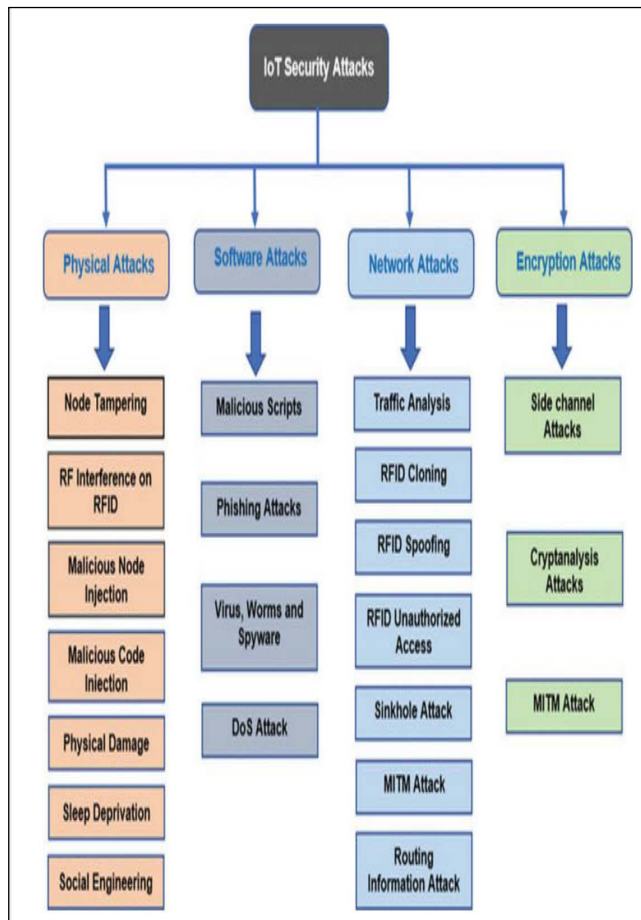 IoT Security Attacks
Physical Attacks
Software Attacks
Network Attacks
Encryption Attacks
Node Tampering
RF Interference on
RFID
Malicious Node
Injection
Malicious Code
Injection
Physical Damage
Sleep Deprivation
Social Engineering
Malicious Scripts
Phishing Attacks
Virus, Worms and
Spyware
DoS Attack
Traffic Analysis
RFID Cloning
RFID Spoofing
RFID Unauthorized
Access
Sinkhole Attack
MITM Attack
Routing
Information Attack
Side channel
Attacks
Cryptanalysis
Attacks
MITM Attack